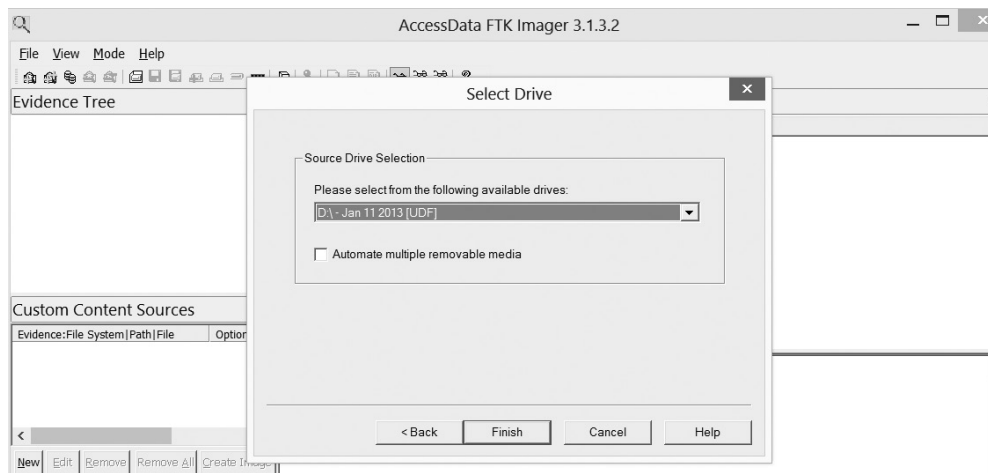 AccessData FTK Imager 3.1.3.2
File View Mode Help
Evidence Tree
Select Drive
Source Drive Selection
Please select from the following available drives:
D:\ - Jan 11 2013 [UDF]
Automate multiple removable media
Custom Content Sources
Evidence:File System|Path|File
< Back Finish Cancel Help
New Edit Remove Remove All Create